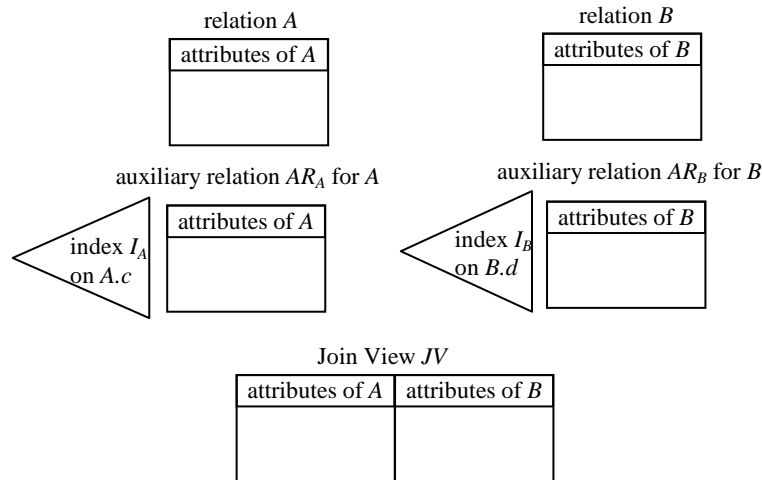 relation A
relation B
attributes of A
attributes of B
auxiliary relation AR_A for A
auxiliary relation AR_B for B
attributes of A
attributes of B
index I_A
on A.c
index I_B
on B.d
Join View JV
attributes of A
attributes of B